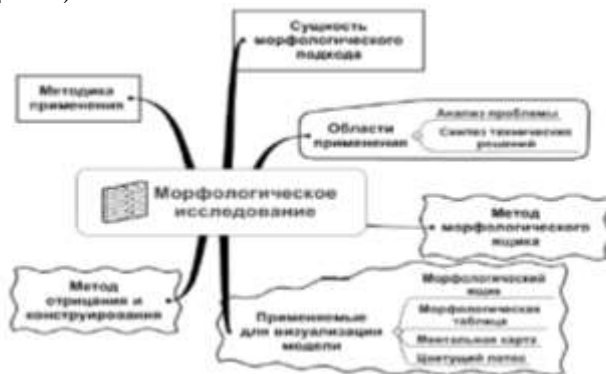 Сущность
морфологического
подхода
Методика
применения
Области
применения
Анализ проблемы
Синтез технических
решений
Морфологическое
исследование
Метод
морфологического
ящика
Метод
отрицания и
конструирования
Применяемые
для визуализации
модели
Морфологический
ящик
Морфологическая
таблица
Ментальная карта
Цветущий лотос